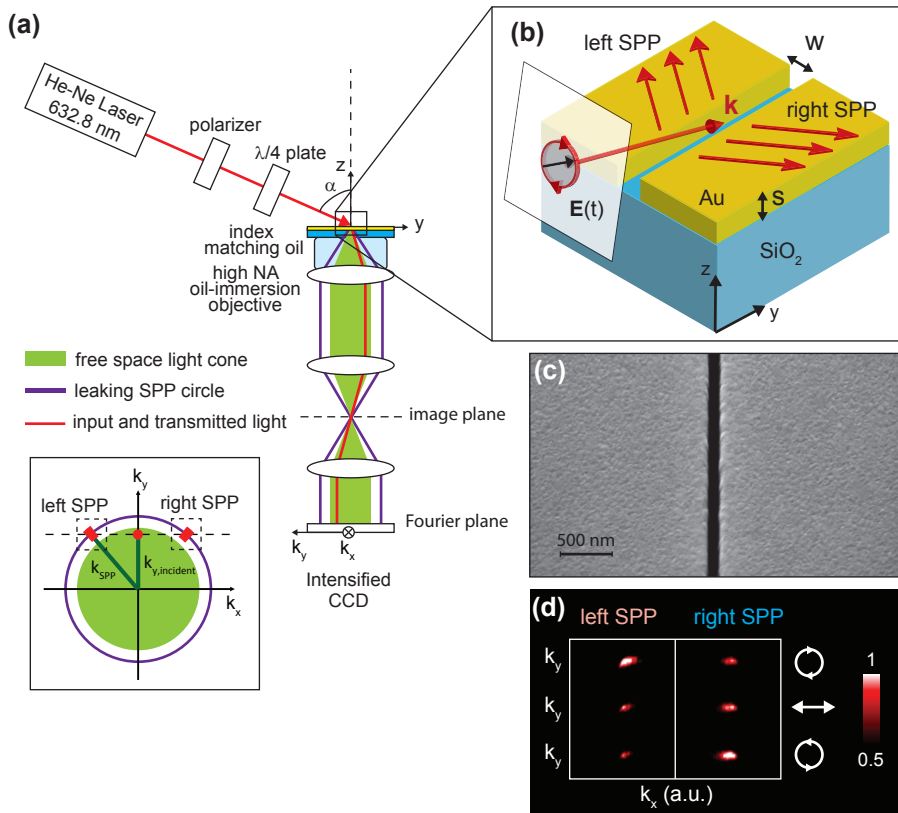 (a)
He-Ne Laser
632.8 nm
polarizer
λ/4 plate
z
α
y
index
matching oil
high NA
oil-immersion
objective
free space light cone
leaking SPP circle
input and transmitted light
image plane
Fourier plane
k_y
k_x
Intensified
CCD
k_y
left SPP
right SPP
k_SPP
k_y,incident
k_x
(b)
left SPP
w
k
right SPP
E(t)
Au
s
SiO₂
z
y
(c)
500 nm
(d)
left SPP
right SPP
k_y
k_y
k_y
k_x (a.u.)
1
0.5